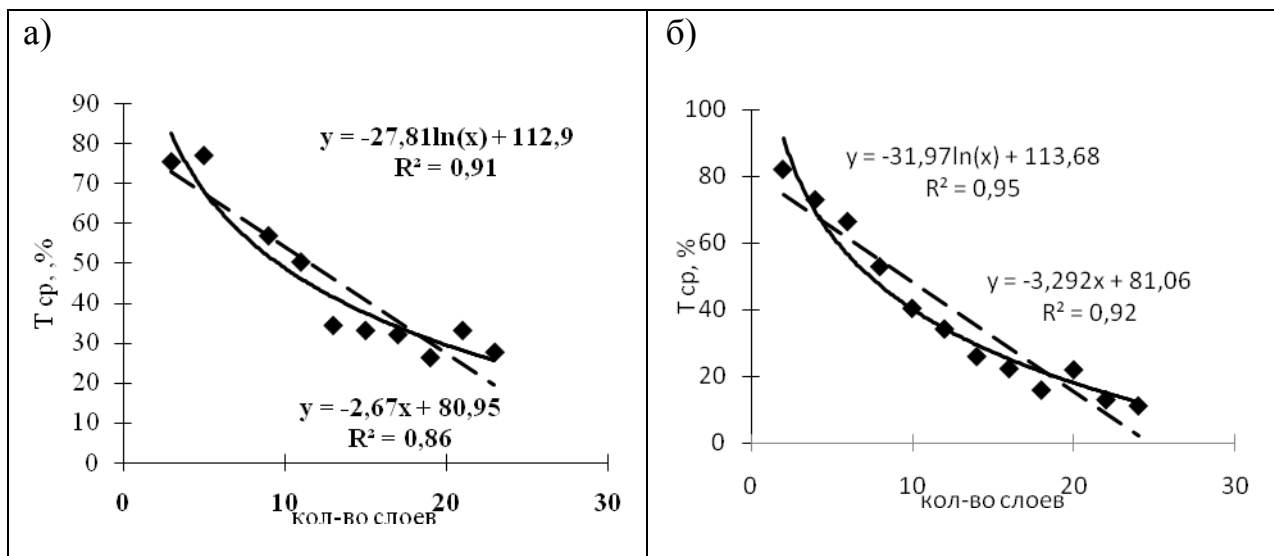 а)
90
80
70
60
50
40
30
20
10
0
Т ср, ,%
y = -27,81ln(x) + 112,9
R² = 0,91
y = -2,67x + 80,95
R² = 0,86
0 10 20 30
кол-во слоев
б)
100
80
60
40
20
0
Т ср, %
y = -31,97ln(x) + 113,68
R² = 0,95
y = -3,292x + 81,06
R² = 0,92
0 10 20 30
кол-во слоев